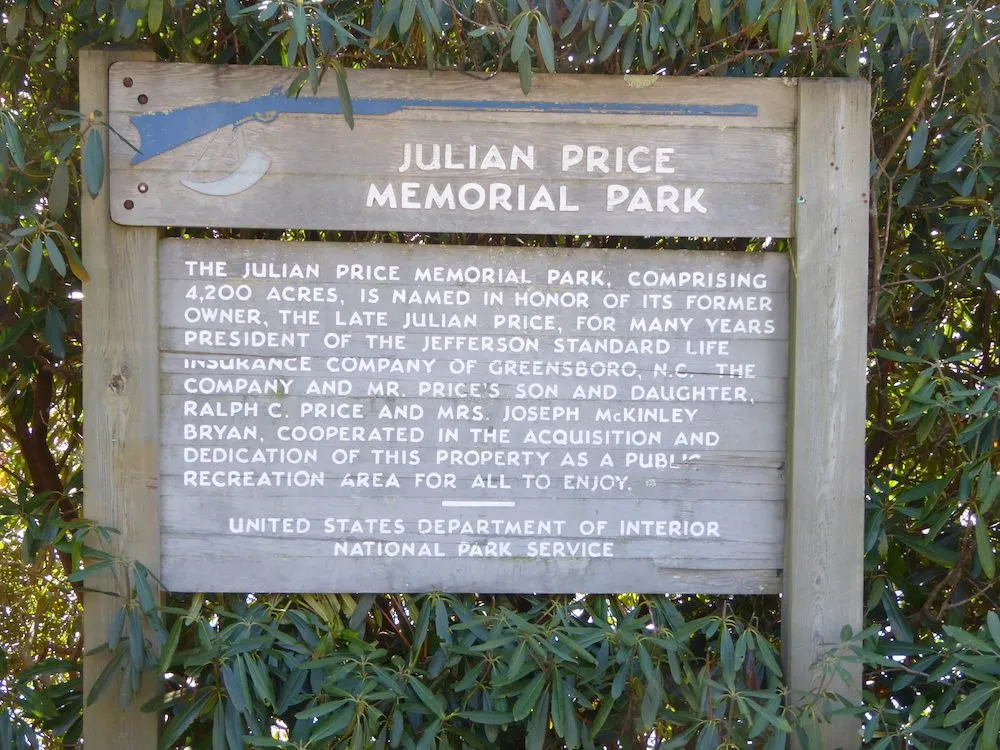 JULIAN PRICE
MEMORIAL PARK
THE JULIAN PRICE MEMORIAL PARK, COMPRISING
4,200 ACRES, IS NAMED IN HONOR OF ITS FORMER
OWNER, THE LATE JULIAN PRICE, FOR MANY YEARS
PRESIDENT OF THE JEFFERSON STANDARD LIFE
INSURANCE COMPANY OF GREENSBORO, N.C. THE
COMPANY AND MR. PRICE'S SON AND DAUGHTER,
RALPH C. PRICE AND MRS. JOSEPH McKINLEY
BRYAN, COOPERATED IN THE ACQUISITION AND
DEDICATION OF THIS PROPERTY AS A PUBLIC
RECREATION AREA FOR ALL TO ENJOY.
UNITED STATES DEPARTMENT OF INTERIOR
NATIONAL PARK SERVICE